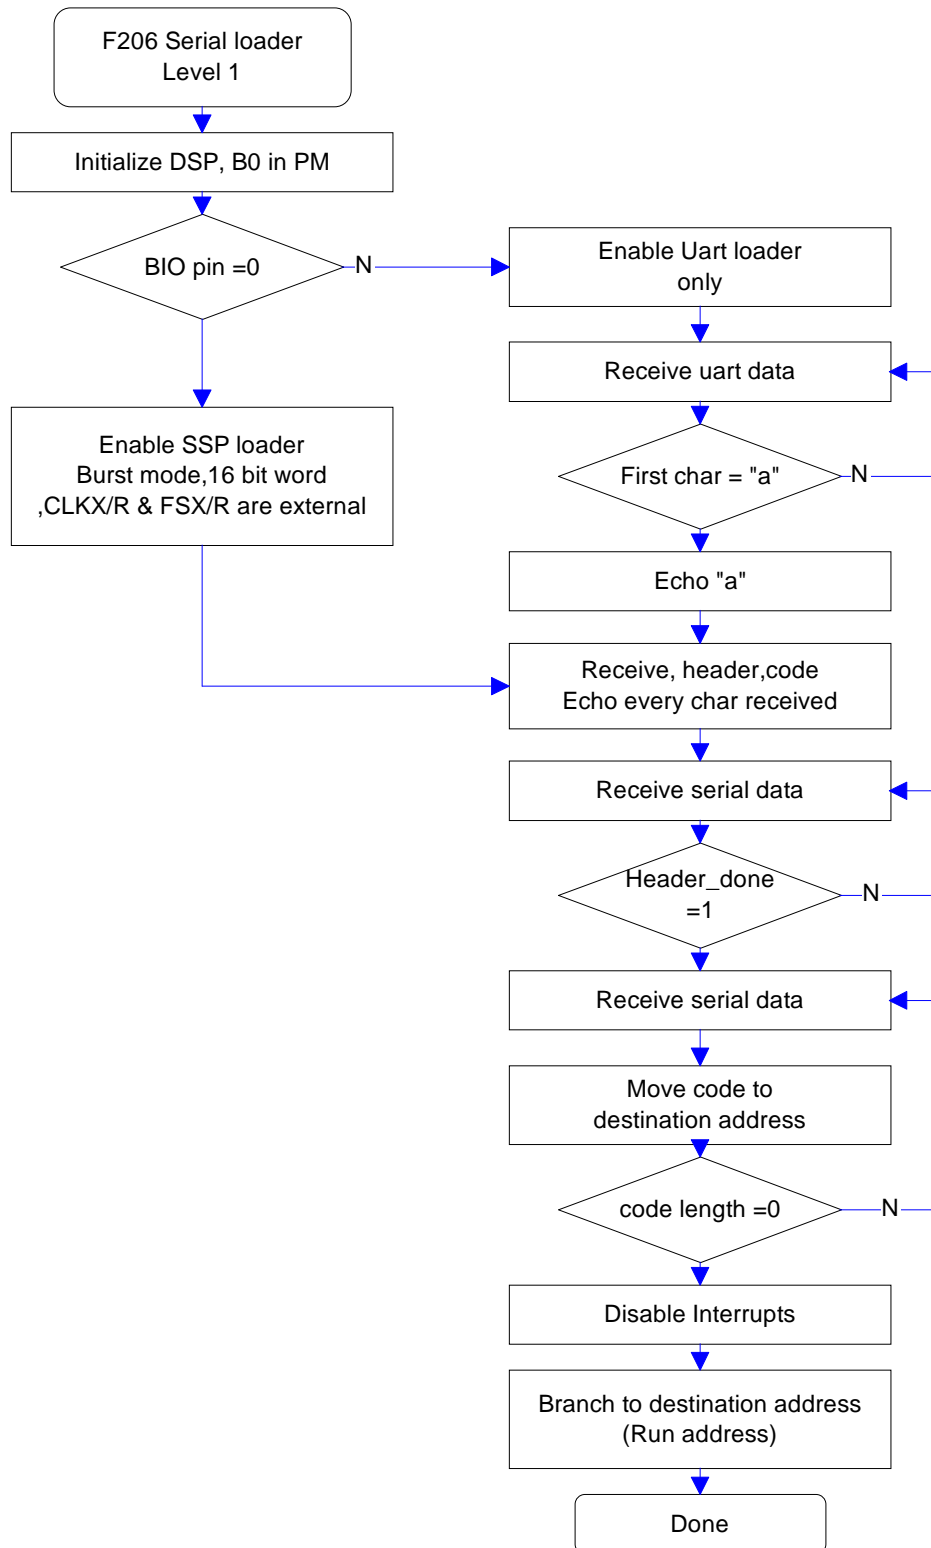 F206 Serial loader
Level 1
Initialize DSP, B0 in PM
BIO pin =0
N
Enable Uart loader
only
Receive uart data
Enable SSP loader
Burst mode,16 bit word
,CLKX/R & FSX/R are external
First char = "a"
N
Echo "a"
Receive, header,code
Echo every char received
Receive serial data
Header_done
=1
N
Receive serial data
Move code to
destination address
code length =0
N
Disable Interrupts
Branch to destination address
(Run address)
Done